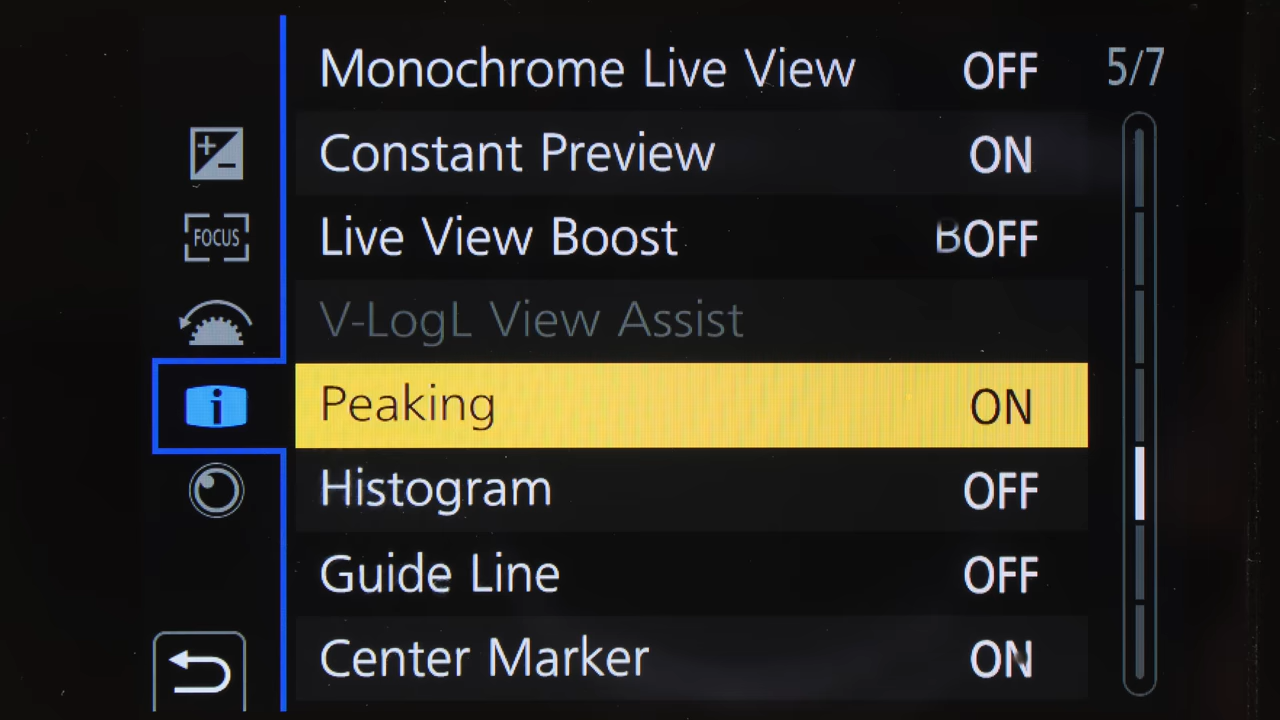 Monochrome Live View OFF 5/7
Constant Preview ON
Live View Boost BOFF
V-LogL View Assist
Peaking ON
Histogram OFF
Guide Line OFF
Center Marker ON
FOCUS